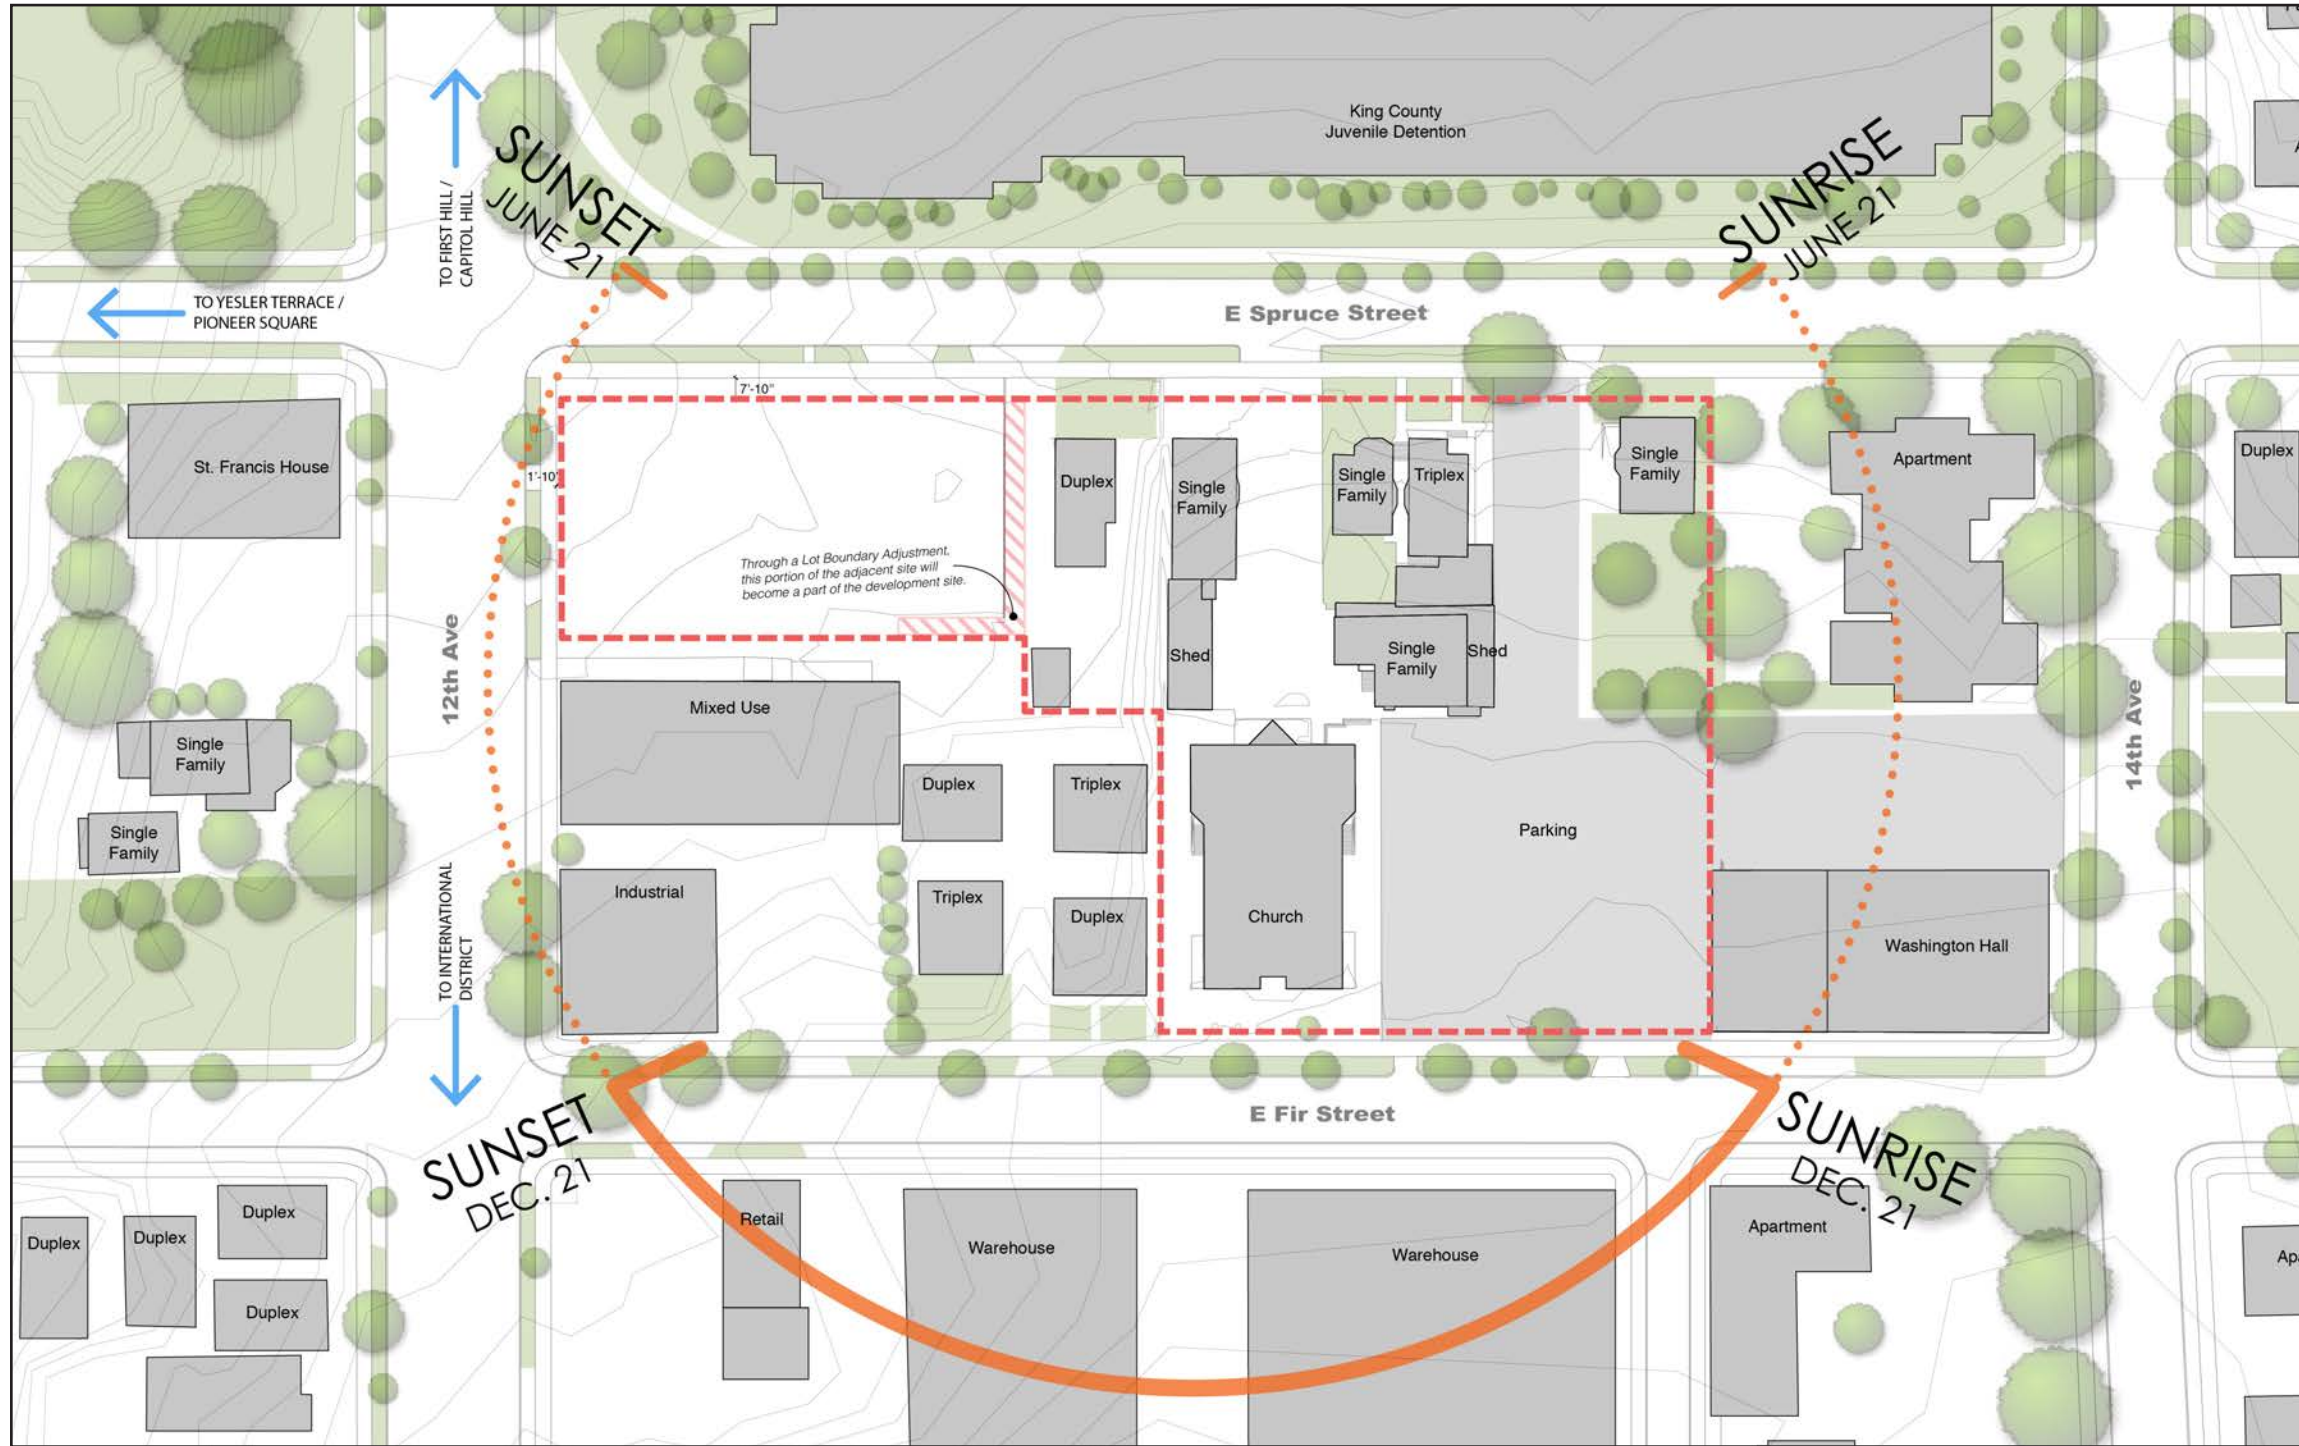 King County
Juvenile Detention
SUNSET
JUNE 21
SUNRISE
JUNE 21
TO FIRST HILL /
CAPITOL HILL
TO YESLER TERRACE /
PIONEER SQUARE
E Spruce Street
7'-10"
1'-10"
St. Francis House
Duplex
Single
Family
Single
Family
Triplex
Single
Family
Apartment
Duplex
Through a Lot Boundary Adjustment,
this portion of the adjacent site will
become a part of the development site.
12th Ave
Shed
Single
Family
Shed
14th Ave
Mixed Use
Single
Family
Duplex
Triplex
Single
Family
Parking
Industrial
Triplex
Duplex
Church
Washington Hall
TO INTERNATIONAL
DISTRICT
E Fir Street
SUNSET
DEC. 21
SUNRISE
DEC. 21
Duplex
Duplex
Duplex
Duplex
Retail
Warehouse
Warehouse
Apartment